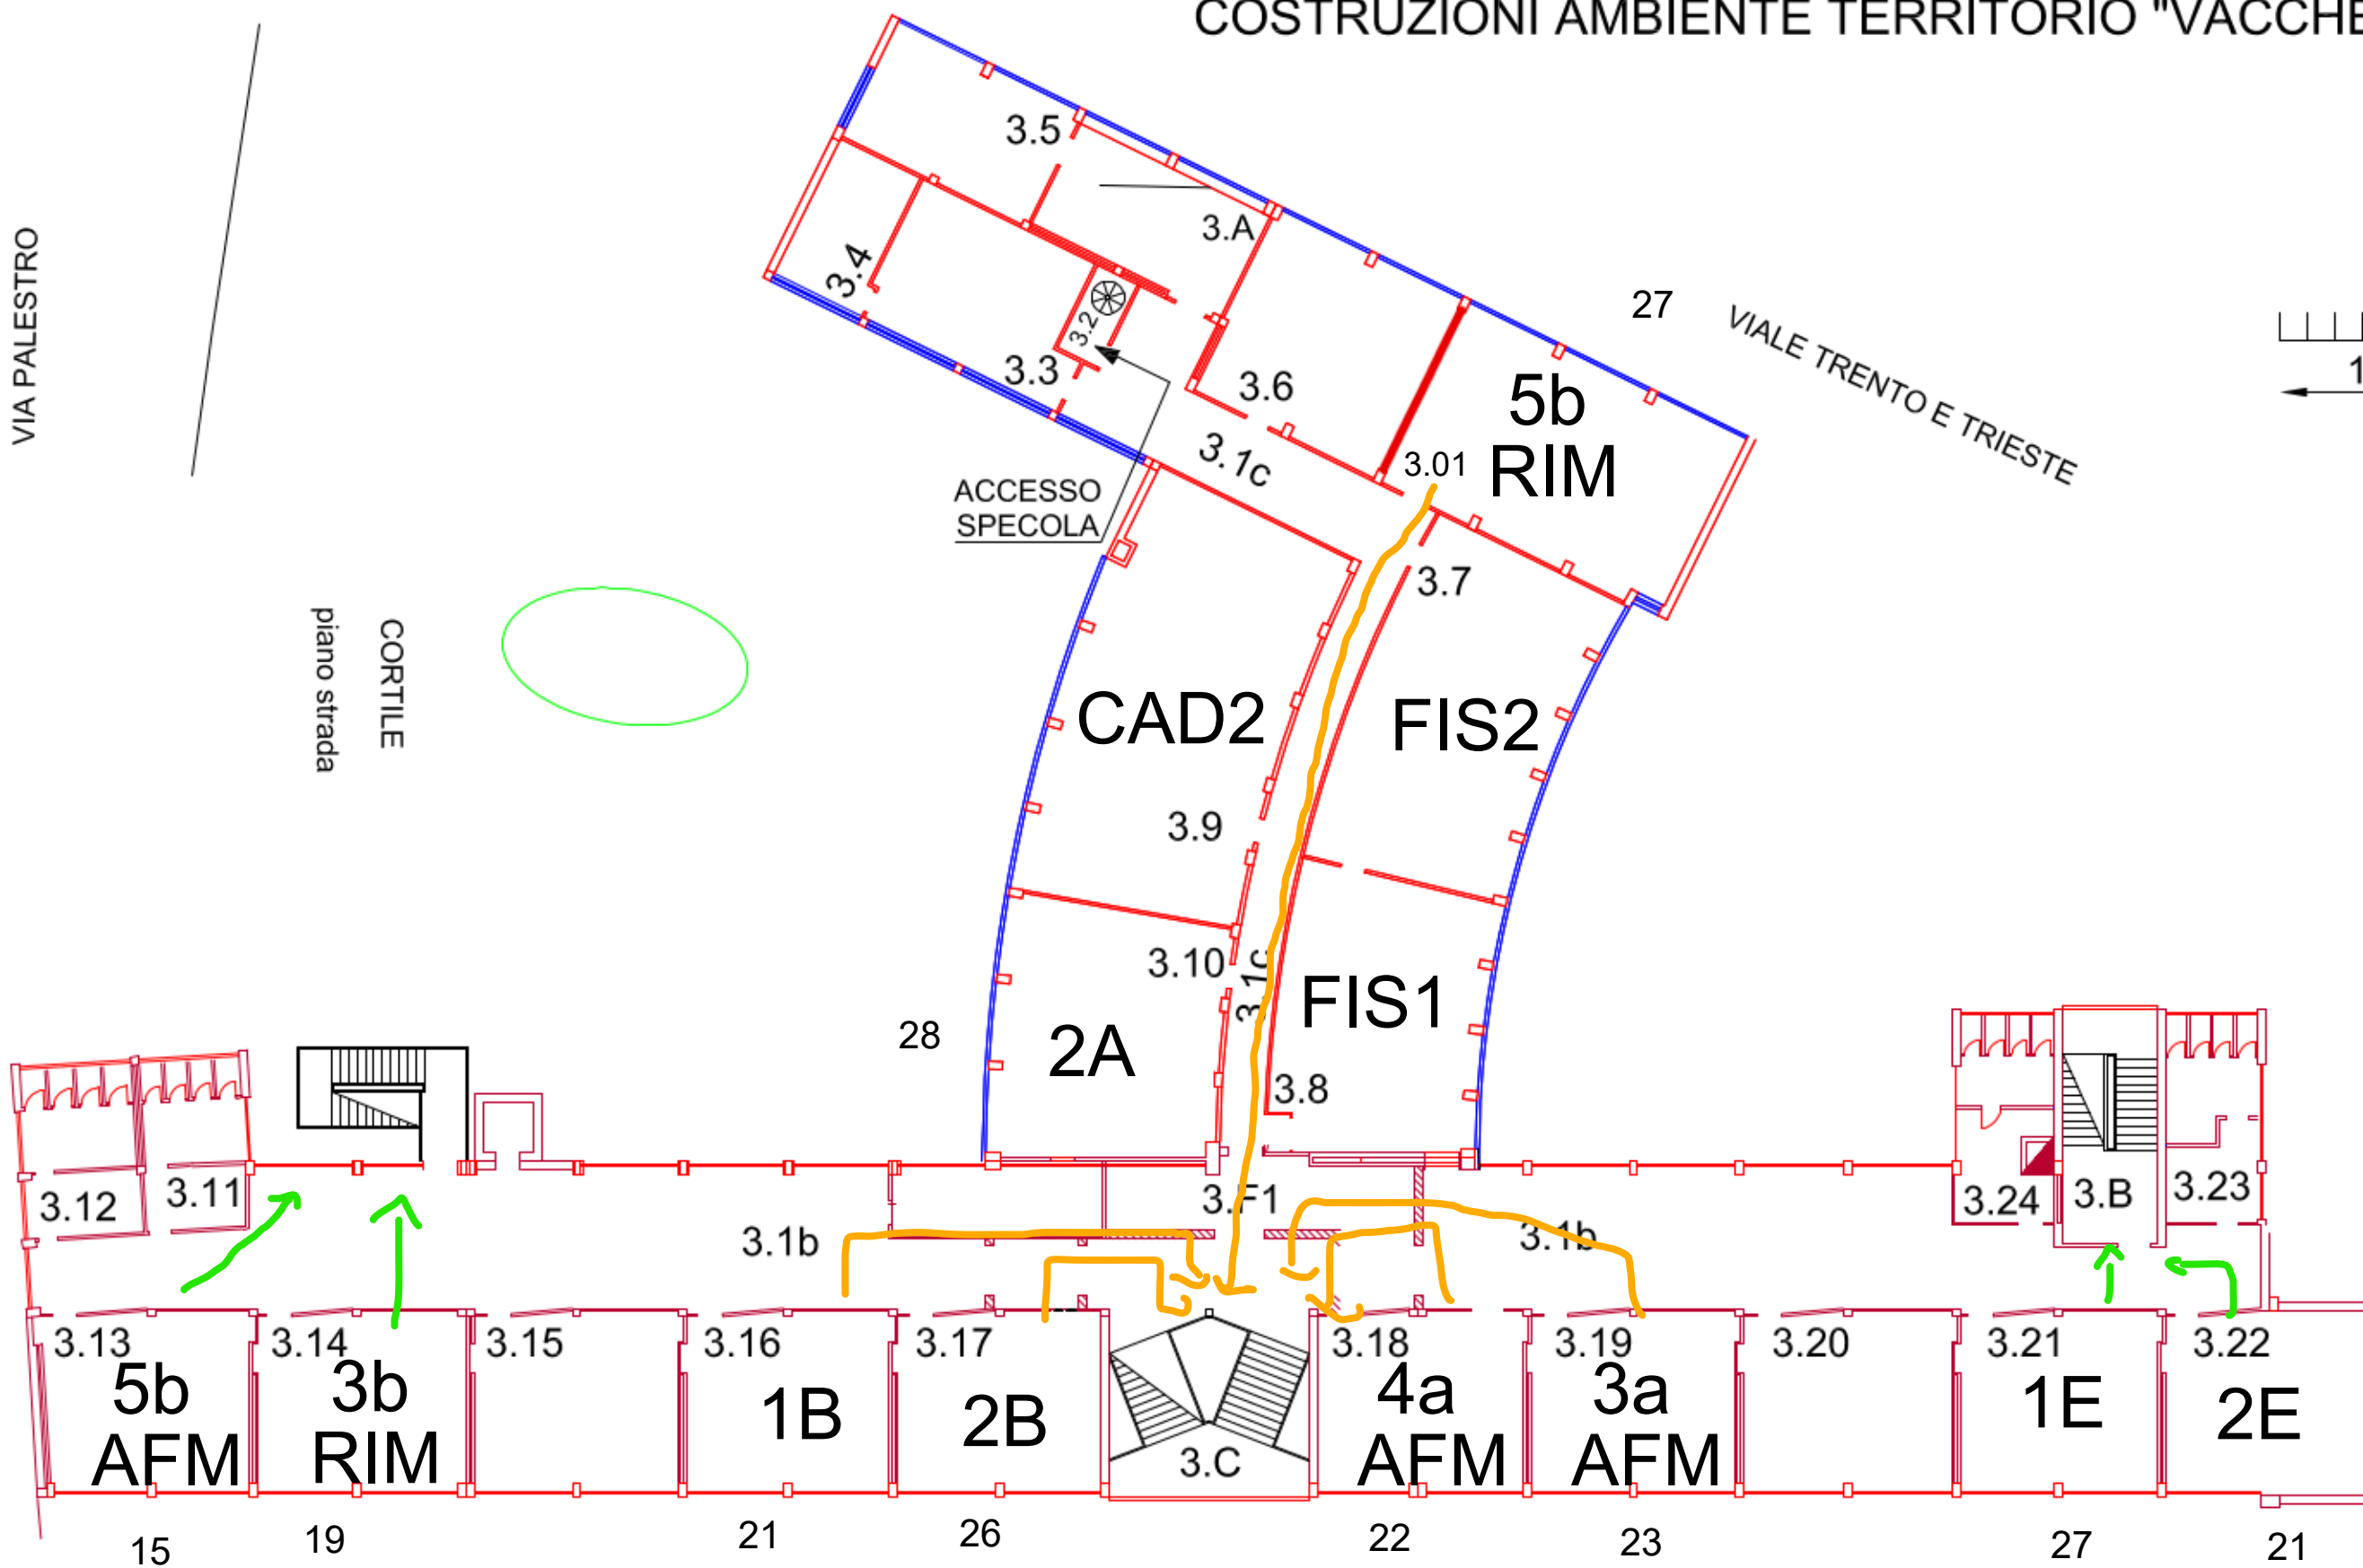 COSTRUZIONI AMBIENTE TERRITORIO "VACCHE
VIA PALESTRO
3.5
3.A
3.4
3.2
3.3
3.6
27
VIALE TRENTO E TRIESTE
1
5b
RIM
3.01
3.1c
ACCESSO
SPECOLA
3.7
CORTILE
piano strada
CAD2
FIS2
3.9
3.10
3.1c
FIS1
28
2A
3.8
3.12
3.11
3.F1
3.24
3.B
3.23
3.1b
3.1b
3.13
3.14
3.15
3.16
3.17
3.18
3.19
3.20
3.21
3.22
5b
AFM
3b
RIM
1B
2B
3.C
4a
AFM
3a
AFM
1E
2E
15
19
21
26
22
23
27
21